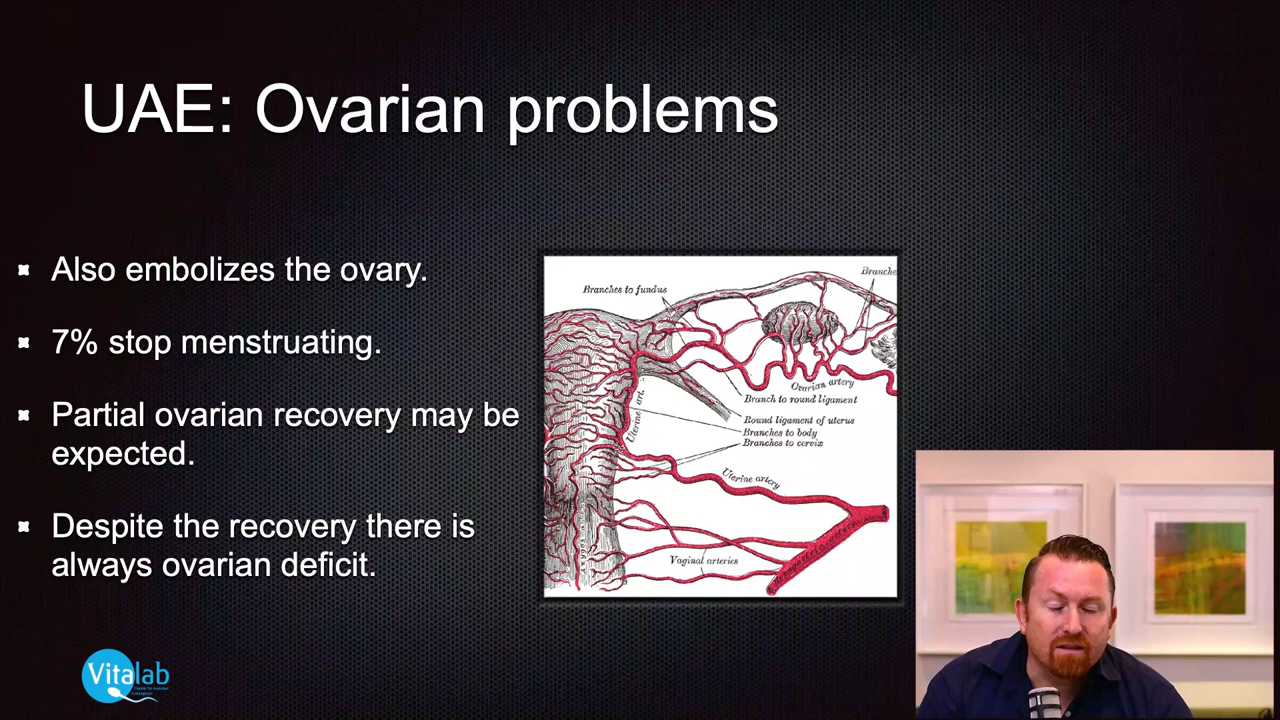 UAE: Ovarian problems
Also embolizes the ovary.
7% stop menstruating.
Partial ovarian recovery may be
expected.
Despite the recovery there is
always ovarian deficit.
Branches to fundus
Branche
Ovarian artery
Branch to round ligament
Uterine art.
Round ligament of uterus
Branches to body
Branches to cervix
Uterine artery
Vaginal arteries
Vitalab